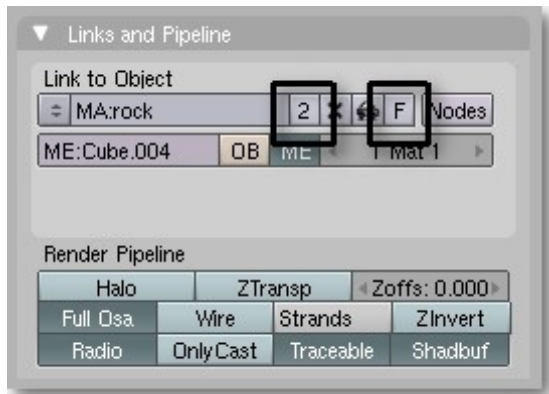 Links and Pipeline
Link to Objec
MA:rock 2 F Nodes
ME:Cube.004 OB ME 1 Mat 1
Render Pipeline
Halo ZTransp Zoffs: 0.000
Full Osa Wire Strands ZInvert
Radio OnlyCast Traceable Shadbuf